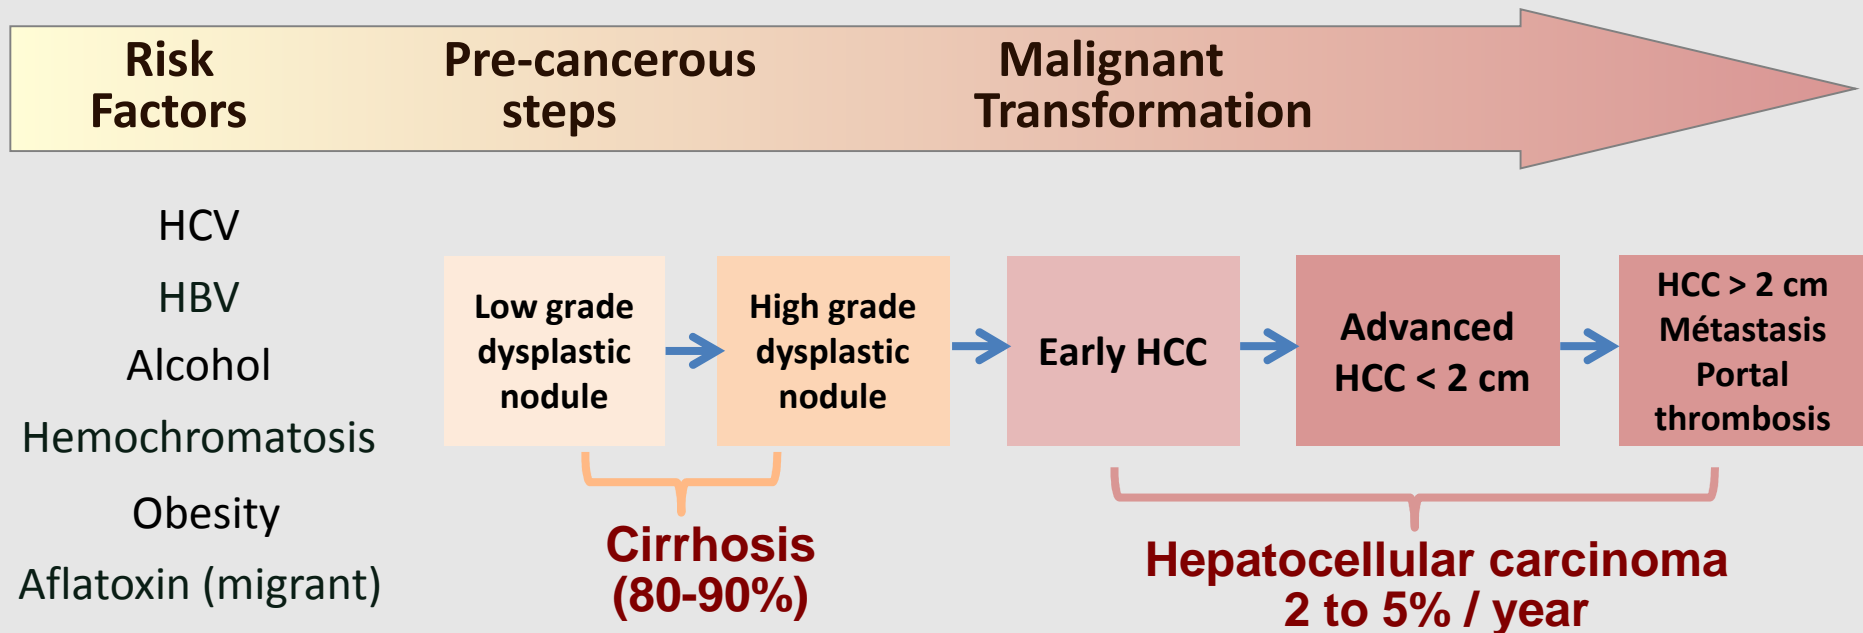 Risk
Factors
Pre-cancerous
steps
Malignant
Transformation
HCV
HBV
Alcohol
Hemochromatosis
Obesity
Aflatoxin (migrant)
Low grade
dysplastic
nodule
High grade
dysplastic
nodule
Early HCC
Advanced
HCC < 2 cm
HCC > 2 cm
Métastasis
Portal
thrombosis
Cirrhosis
(80-90%)
Hepatocellular carcinoma
2 to 5% / year